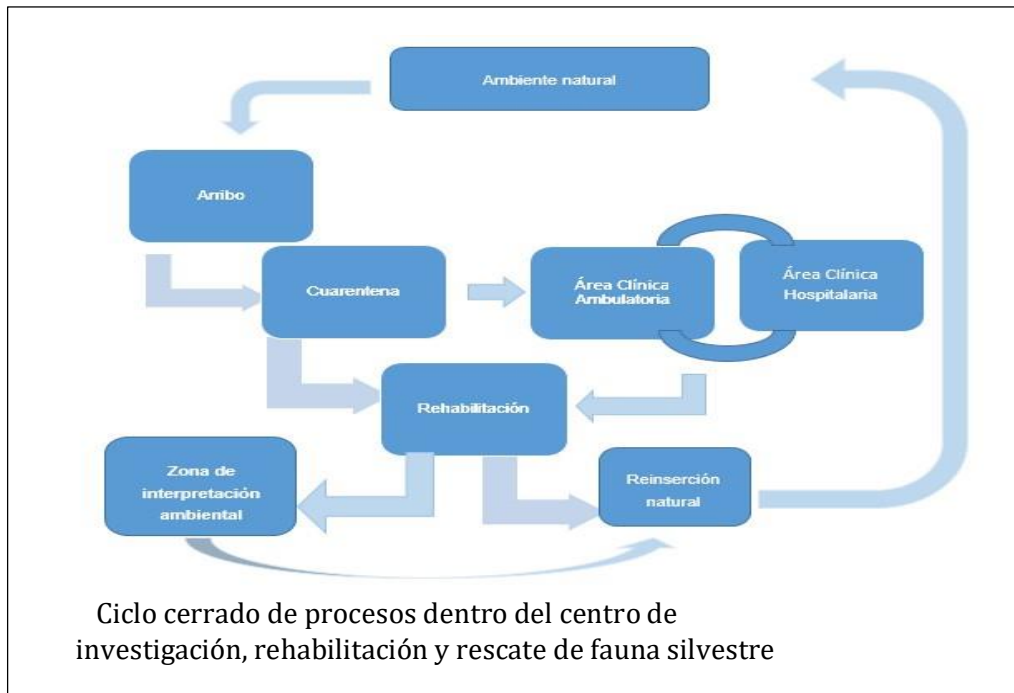 Ambiente natural
Arribo
Cuarentena
Área Clínica
Ambulatoria
Área Clínica
Hospitalaria
Rehabilitación
Zona de
interpretación
ambiental
Reinserción
natural
Ciclo cerrado de procesos dentro del centro de
investigación, rehabilitación y rescate de fauna silvestre